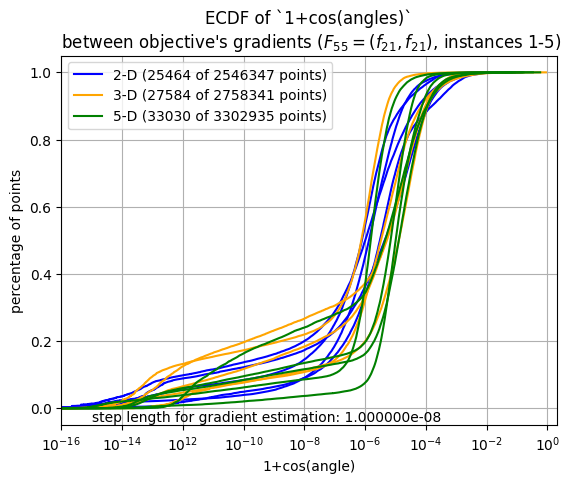 ECDF of `1+cos(angles)`
between objective's gradients (F₅₅ = (f₂₁, f₂₁), instances 1-5)
2-D (25464 of 2546347 points)
3-D (27584 of 2758341 points)
5-D (33030 of 3302935 points)
percentage of points
1.0
0.8
0.6
0.4
0.2
0.0
step length for gradient estimation: 1.000000e-08
10⁻¹⁶ 10⁻¹⁴ 10⁻¹² 10⁻¹⁰ 10⁻⁸ 10⁻⁶ 10⁻⁴ 10⁻² 10⁰
1+cos(angle)